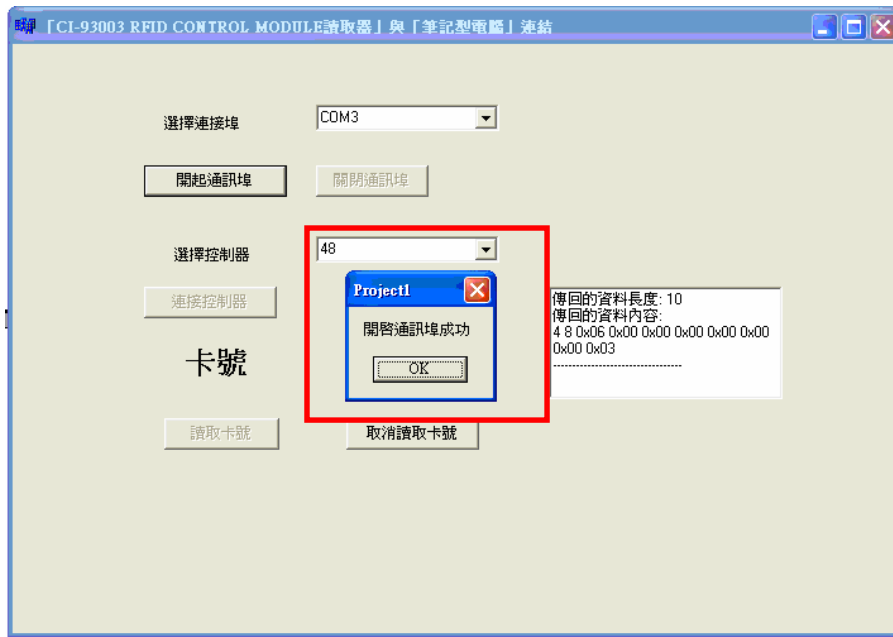 「CI-93003 RFID CONTROL MODULE讀取器」與「筆記型電腦」連結
選擇連接埠
COM3
開起通訊埠
關閉通訊埠
選擇控制器
48
連接控制器
Project1
開啓通訊埠成功
OK
傳回的資料長度: 10
傳回的資料內容:
4 8 0x06 0x00 0x00 0x00 0x00 0x00
0x00 0x03
--------------------------------
卡號
讀取卡號
取消讀取卡號